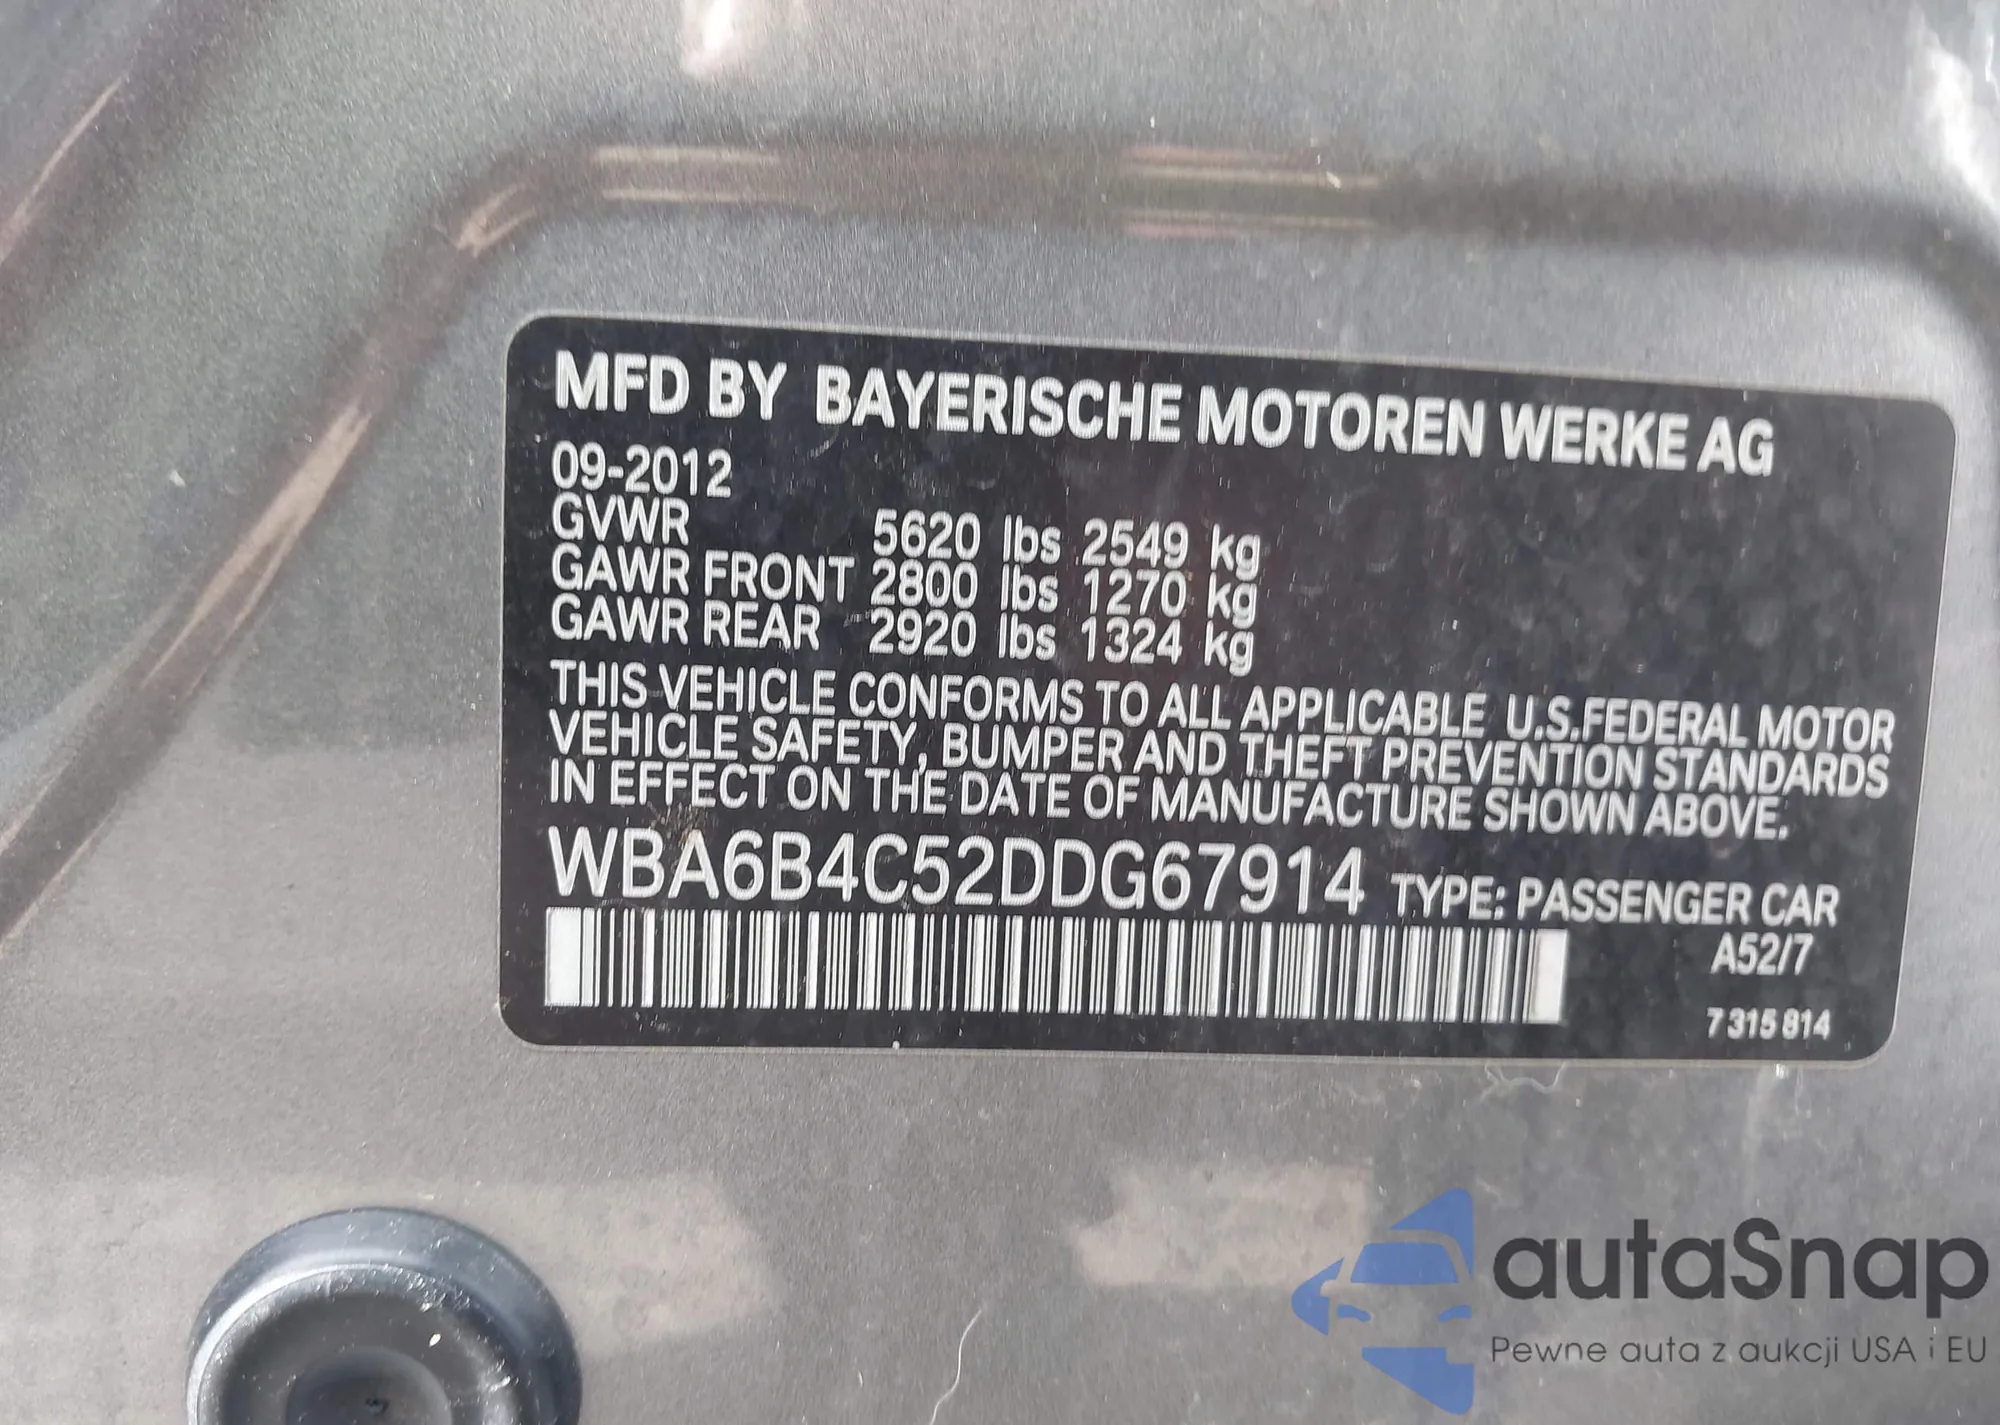 MFD BY BAYERISCHE MOTOREN WERKE AG
09-2012
GVWR 5620 lbs 2549 kg
GAWR FRONT 2800 lbs 1270 kg
GAWR REAR 2920 lbs 1324 kg
THIS VEHICLE CONFORMS TO ALL APPLICABLE U.S.FEDERAL MOTOR
VEHICLE SAFETY, BUMPER AND THEFT PREVENTION STANDARDS
IN EFFECT ON THE DATE OF MANUFACTURE SHOWN ABOVE.
WBA6B4C52DDG67914 TYPE: PASSENGER CAR
A52/7
7 315 814
autaSnap
Pewne auta z aukcji USA i EU